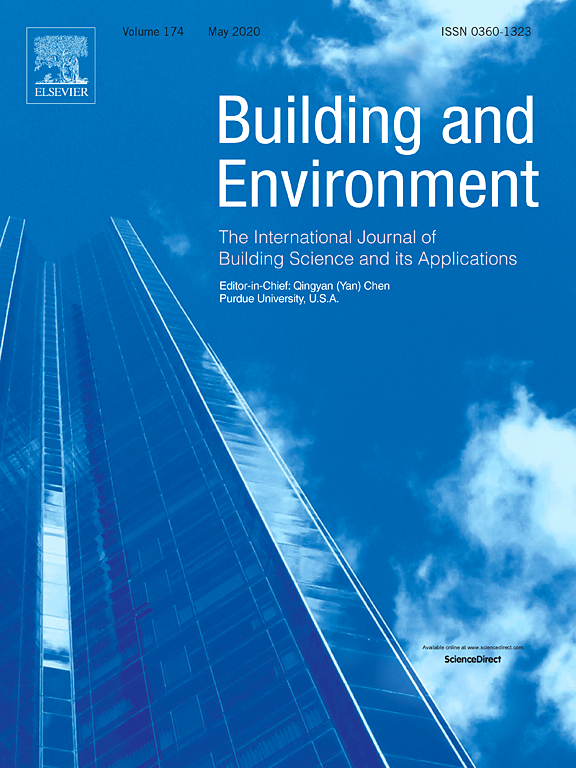 Volume 174 May 2020 ISSN 0360-1323
ELSEVIER
Building and
Environment
The International Journal of
Building Science and its Applications
Editor-in-Chief: Qingyan (Yan) Chen
Purdue University, U.S.A.
Available online at www.sciencedirect.com
ScienceDirect